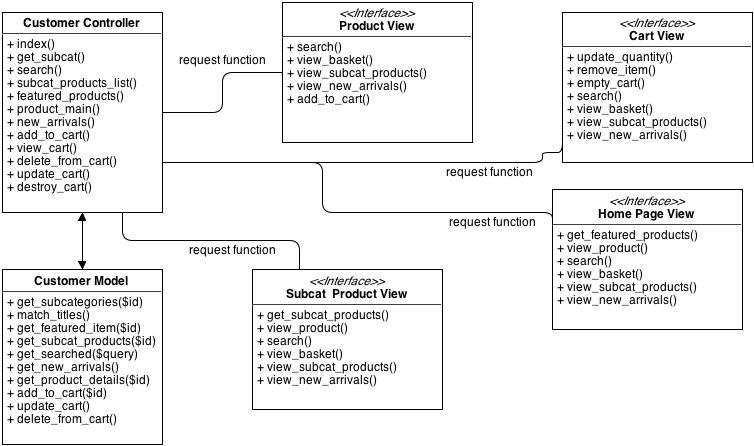 Customer Controller
+ index()
+ get_subcat()
+ search()
+ subcat_products_list()
+ featured_products()
+ product_main()
+ new_arrivals()
+ add_to_cart()
+ view_cart()
+ delete_from_cart()
+ update_cart()
+ destroy_cart()
request function
<<Interface>>
Product View
+ search()
+ view_basket()
+ view_subcat_products()
+ view_new_arrivals()
+ add_to_cart()
<<Interface>>
Cart View
+ update_quantity()
+ remove_item()
+ empty_cart()
+ search()
+ view_basket()
+ view_subcat_products()
+ view_new_arrivals()
request function
request function
<<Interface>>
Home Page View
+ get_featured_products()
+ view_product()
+ search()
+ view_basket()
+ view_subcat_products()
+ view_new_arrivals()
request function
Customer Model
+ get_subcategories($id)
+ match_titles()
+ get_featured_item($id)
+ get_subcat_products($id)
+ get_searched($query)
+ get_new_arrivals()
+ get_product_details($id)
+ add_to_cart($id)
+ update_cart()
+ delete_from_cart()
<<Interface>>
Subcat Product View
+ get_subcat_products()
+ view_product()
+ search()
+ view_basket()
+ view_subcat_products()
+ view_new_arrivals()